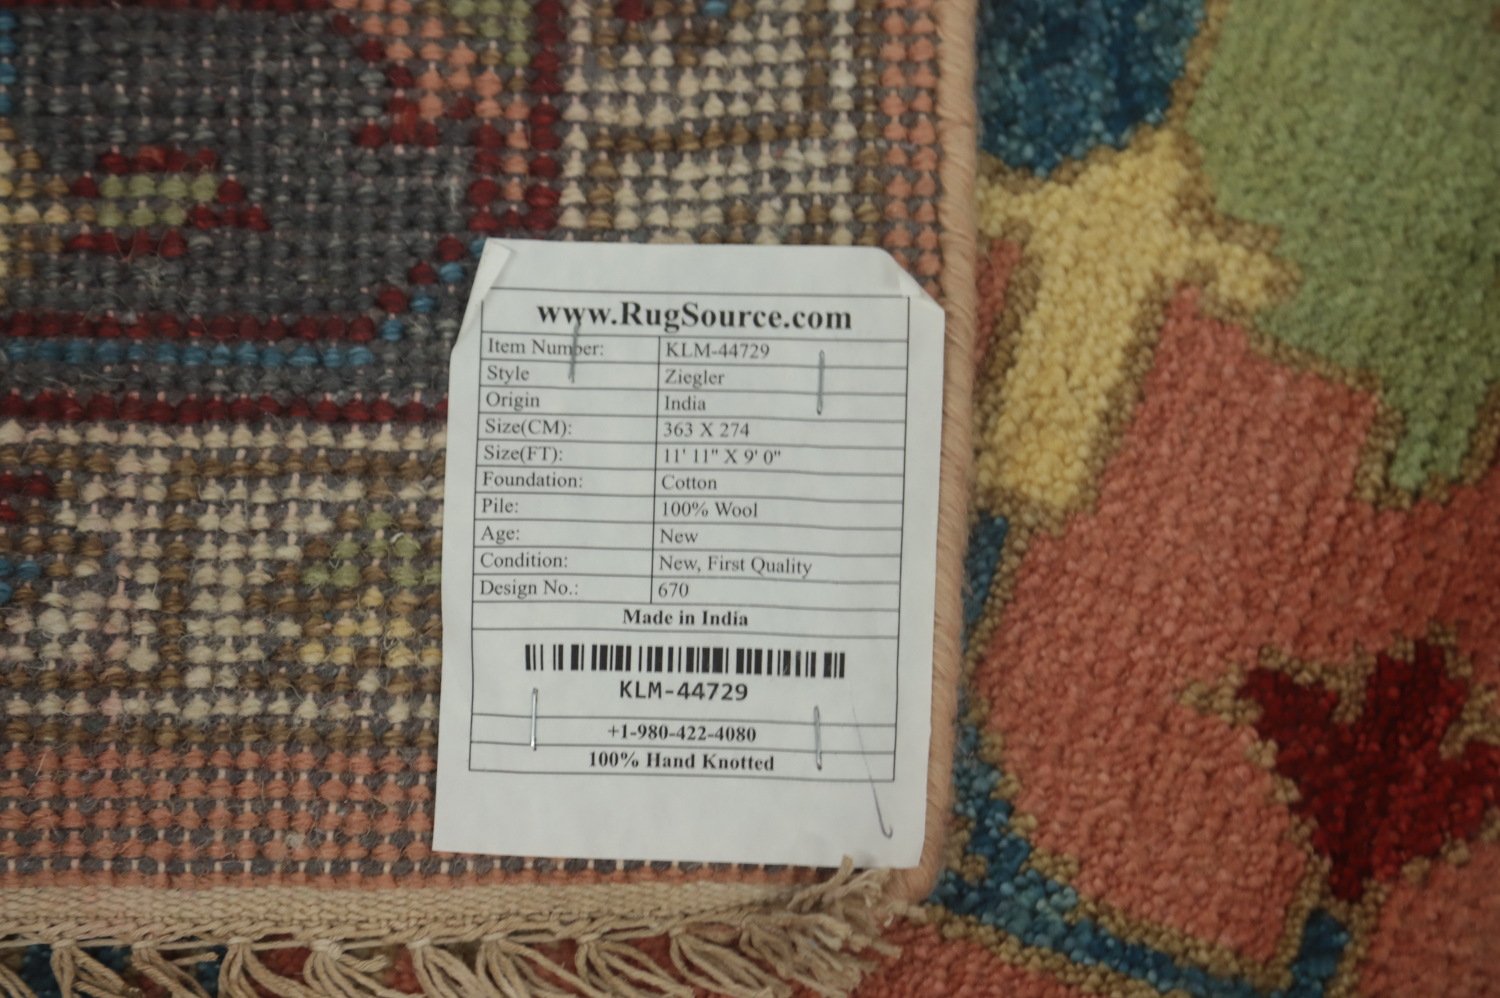 www.RugSource.com
Item Number: KLM-44729
Style Ziegler
Origin India
Size(CM): 363 X 274
Size(FT): 11' 11" X 9' 0"
Foundation: Cotton
Pile: 100% Wool
Age: New
Condition: New, First Quality
Design No.: 670
Made in India
KLM-44729
+1-980-422-4080
100% Hand Knotted